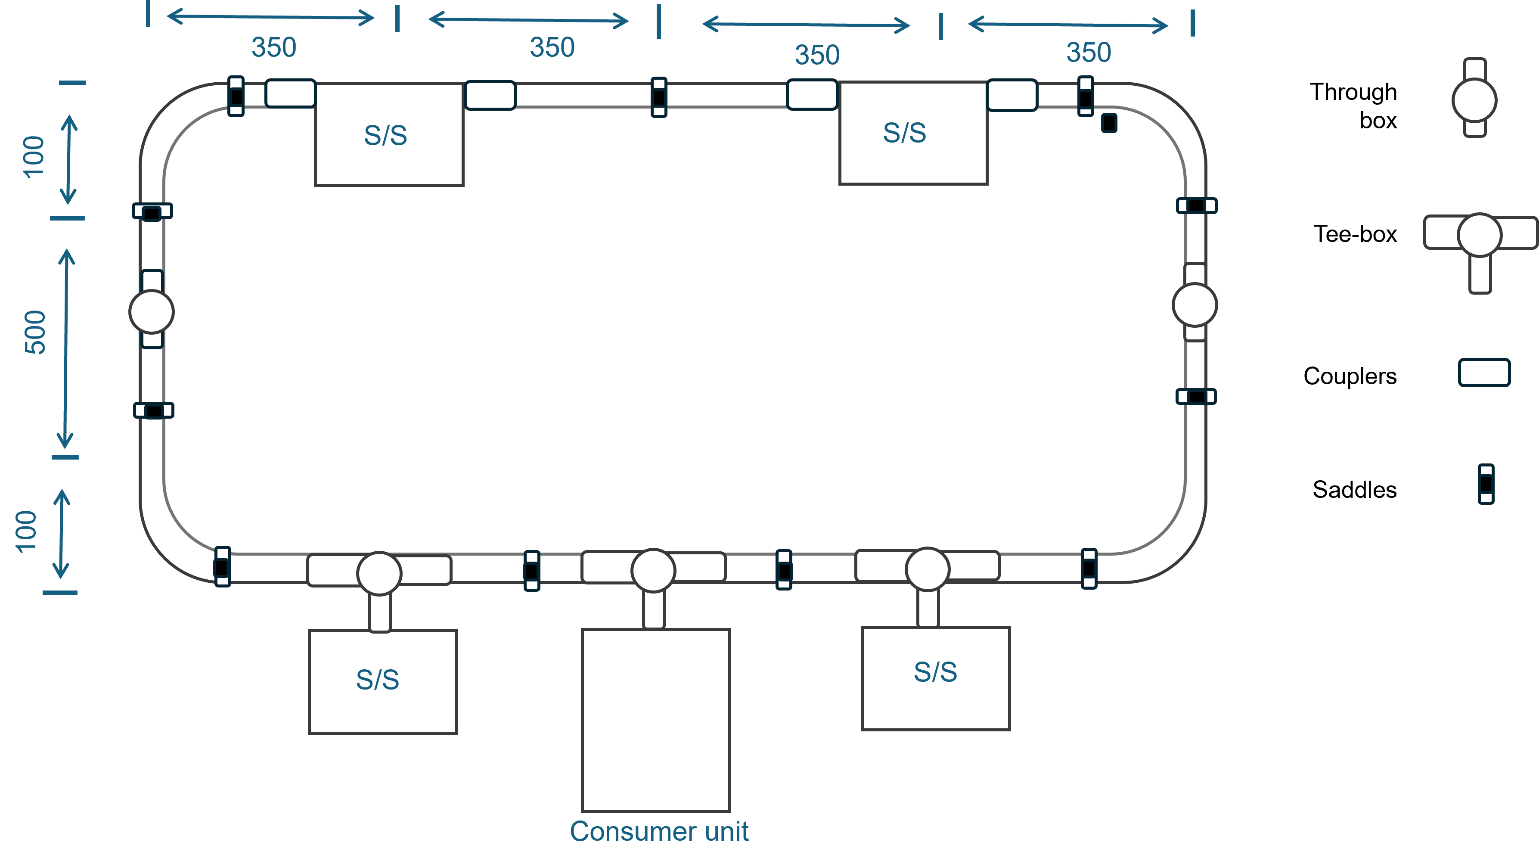 350
350
350
350
100
500
100
S/S
S/S
S/S
S/S
Consumer unit
Through
box
Tee-box
Couplers
Saddles